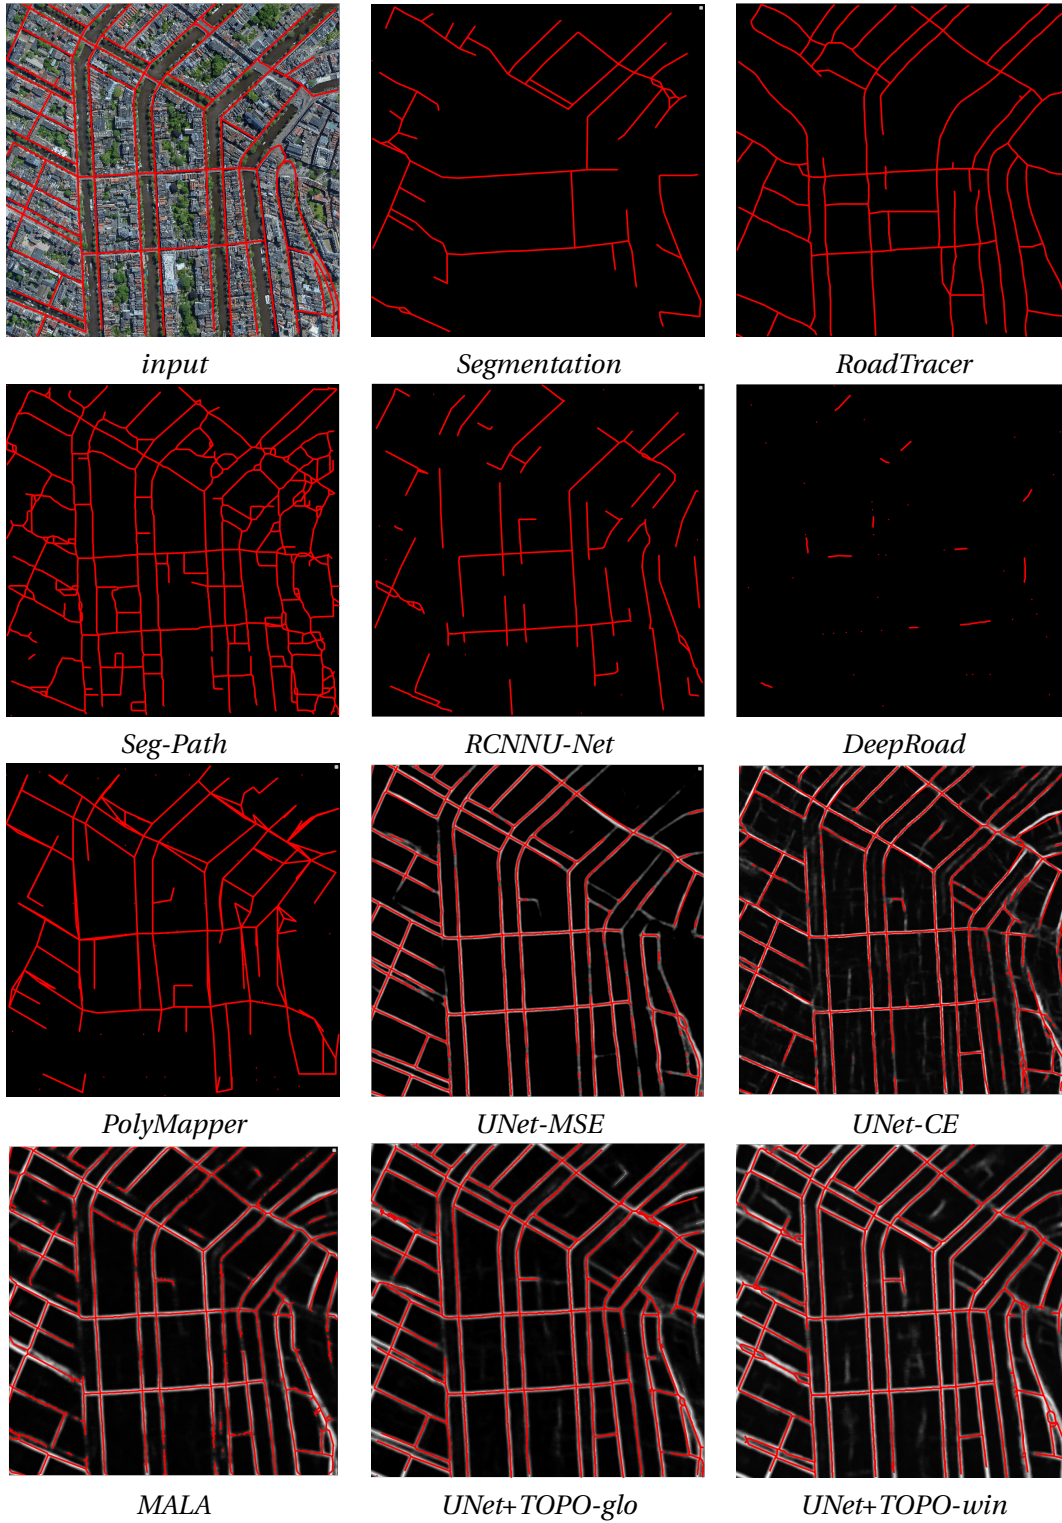 input
Segmentation
RoadTracer
Seg-Path
RCNNU-Net
DeepRoad
PolyMapper
UNet-MSE
UNet-CE
MALA
UNet+TOPO-glo
UNet+TOPO-win